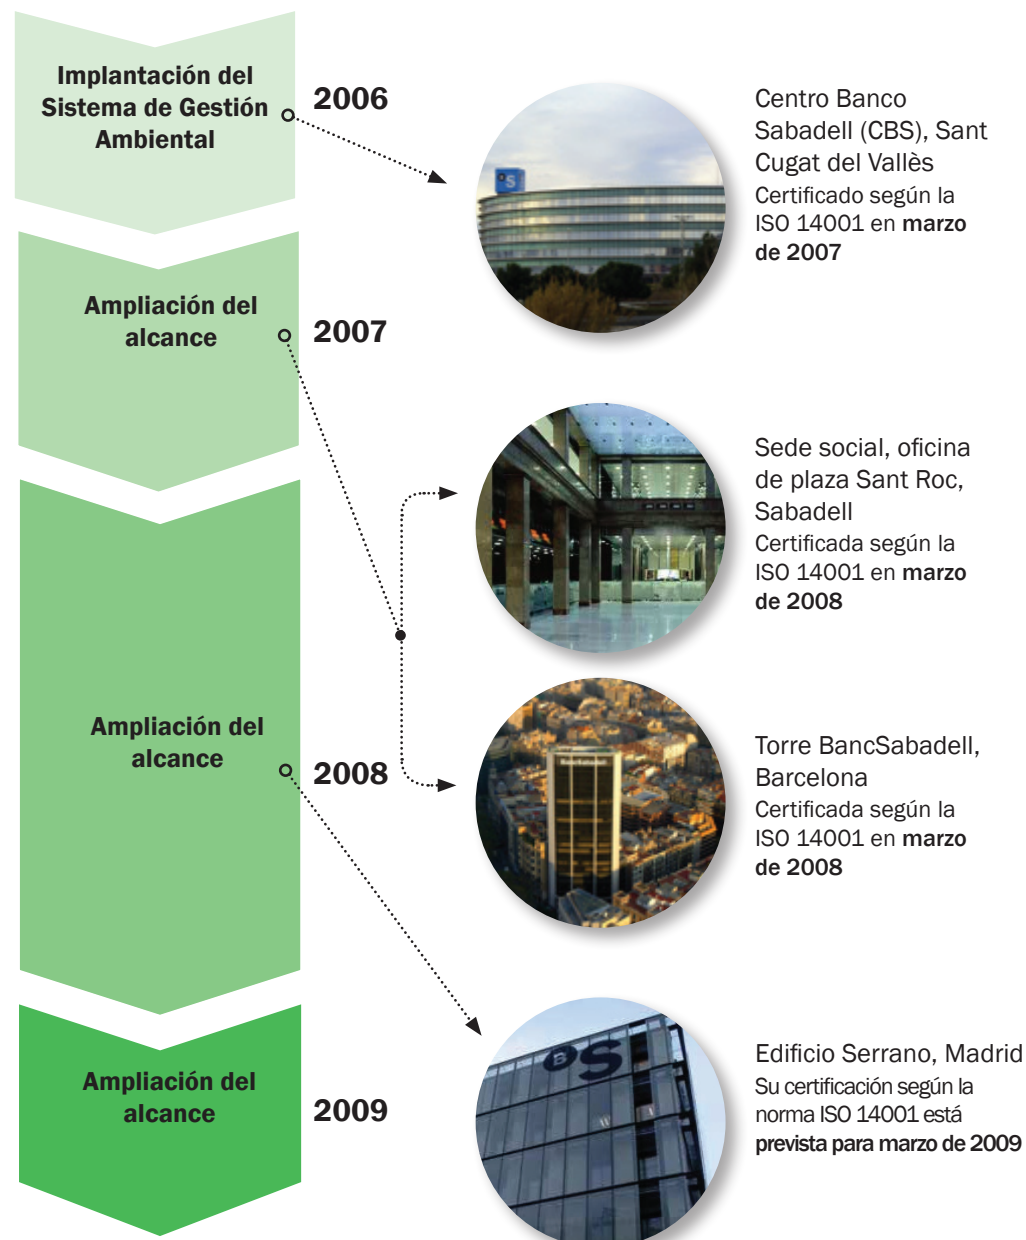 Implantación del
Sistema de Gestión
Ambiental
2006
Centro Banco
Sabadell (CBS), Sant
Cugat del Vallès
Certificado según la
ISO 14001 en marzo
de 2007
Ampliación del
alcance
2007
Sede social, oficina
de plaza Sant Roc,
Sabadell
Certificada según la
ISO 14001 en marzo
de 2008
Ampliación del
alcance
2008
BancSabadell
Torre BancSabadell,
Barcelona
Certificada según la
ISO 14001 en marzo
de 2008
Ampliación del
alcance
2009
BS
Edificio Serrano, Madrid
Su certificación según la
norma ISO 14001 está
prevista para marzo de 2009